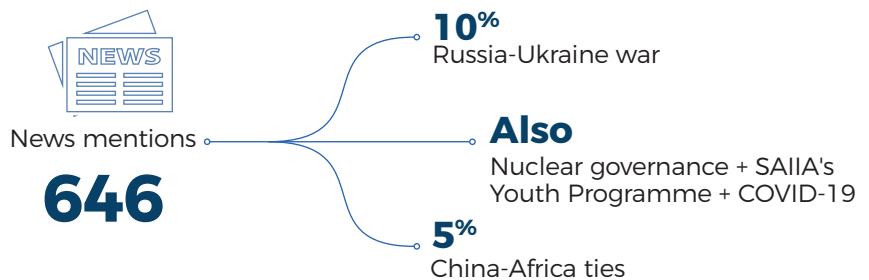 NEWS
News mentions
646
10%
Russia-Ukraine war
Also
Nuclear governance + SAIIA's
Youth Programme + COVID-19
5%
China-Africa ties